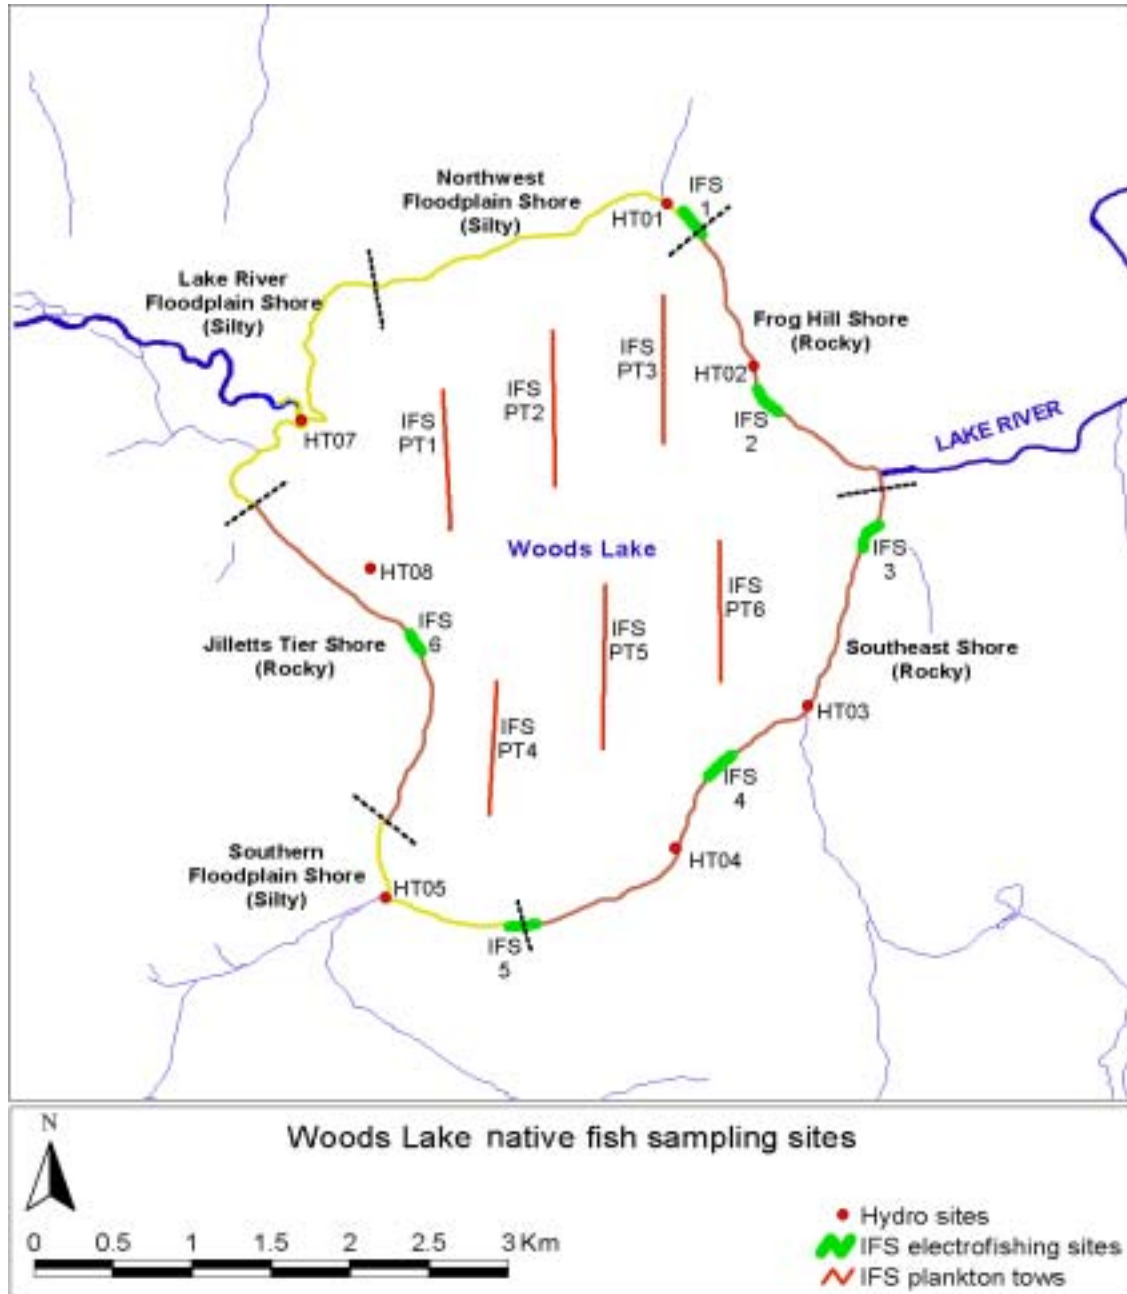 Northwest
Floodplain Shore
(Silty)
IFS
1
HT01
Lake River
Floodplain Shore
(Silty)
Frog Hill Shore
(Rocky)
IFS
PT3
HT02
IFS
PT2
IFS
PT1
IFS
2
LAKE RIVER
HT07
Woods Lake
IFS
3
HT08
IFS
PT6
IFS
6
IFS
PT5
Jilletts Tier Shore
(Rocky)
Southeast Shore
(Rocky)
HT03
IFS
PT4
IFS
4
HT04
Southern
Floodplain Shore
(Silty)
HT05
IFS
5
N
Woods Lake native fish sampling sites
0 0.5 1 1.5 2 2.5 3 Km
Hydro sites
IFS electrofishing sites
IFS plankton tows